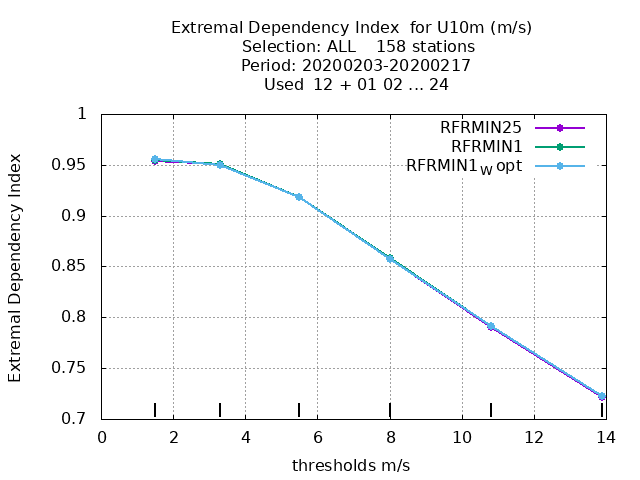 Extremal Dependency Index  for U10m (m/s)
Selection: ALL    158 stations
Period: 20200203-20200217
Used  12 + 01 02 ... 24
RFRMIN25
RFRMIN1
RFRMIN1W opt
Extremal Dependency Index
1
0.95
0.9
0.85
0.8
0.75
0.7
0 2 4 6 8 10 12 14
thresholds m/s